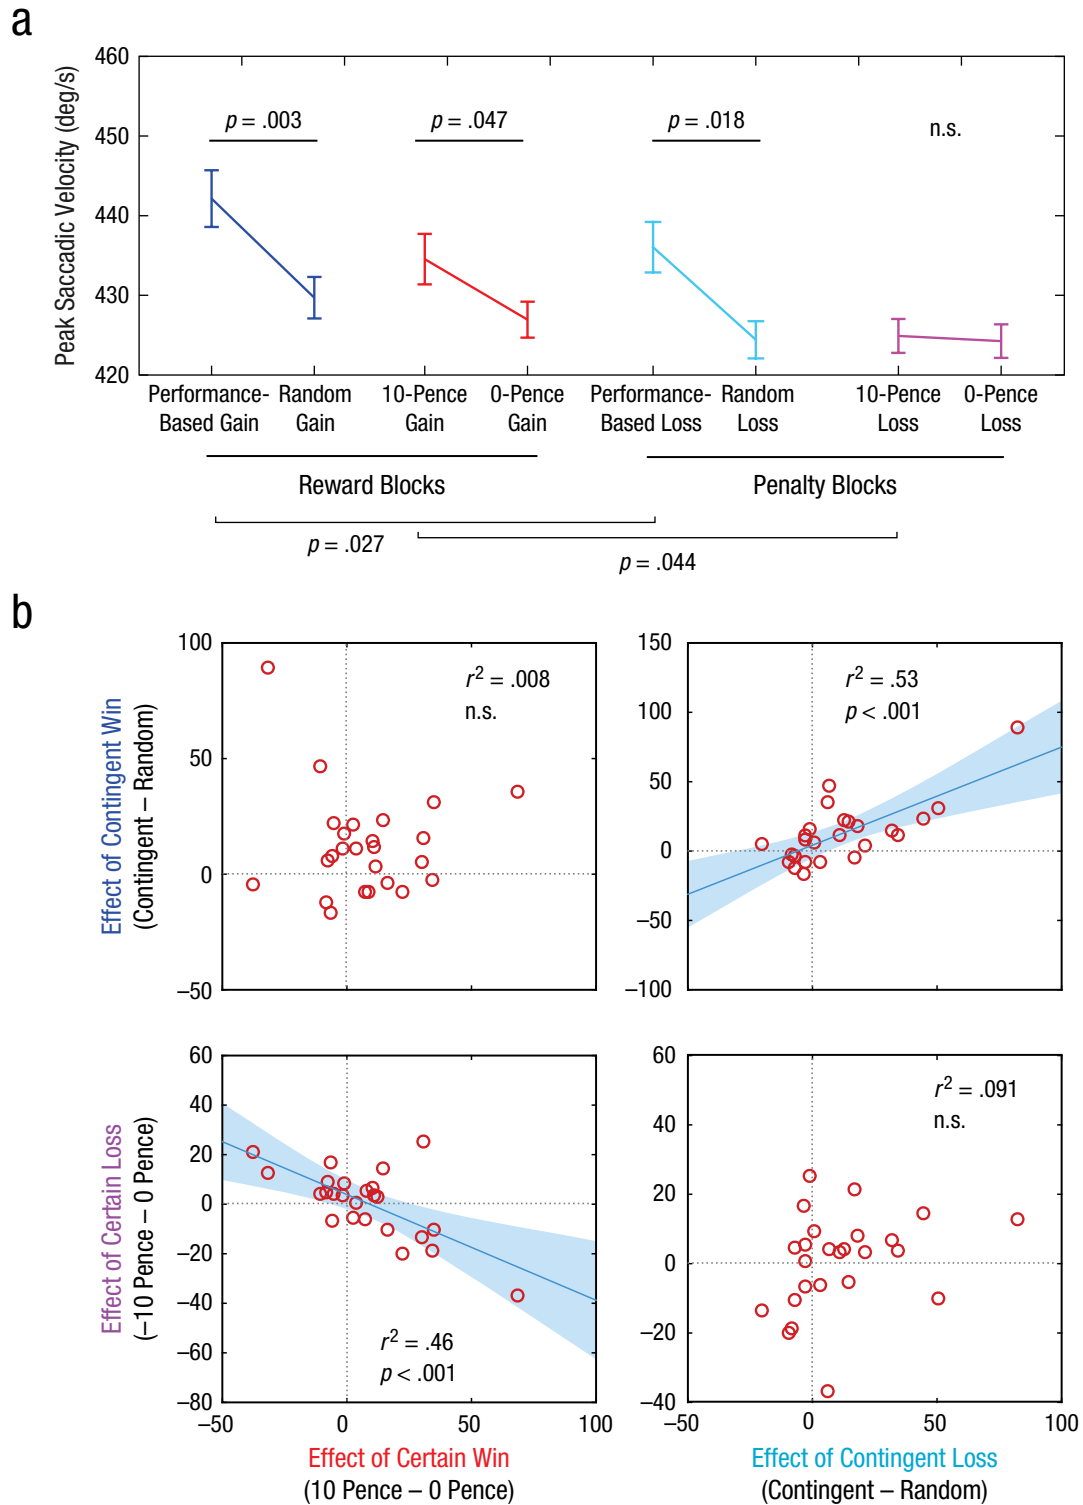 a
Peak Saccadic Velocity (deg/s)
460
450
440
430
420
p = .003
p = .047
p = .018
n.s.
Performance-
Based Gain
Random
Gain
10-Pence
Gain
0-Pence
Gain
Performance-
Based Loss
Random
Loss
10-Pence
Loss
0-Pence
Loss
Reward Blocks
Penalty Blocks
p = .027
p = .044
b
Effect of Contingent Win
(Contingent – Random)
100
50
0
–50
r² = .008
n.s.
150
100
50
0
–50
–100
r² = .53
p < .001
Effect of Certain Loss
(–10 Pence – 0 Pence)
60
40
20
0
–20
–40
–60
–80
r² = .46
p < .001
–50
0
50
100
Effect of Certain Win
(10 Pence – 0 Pence)
60
40
20
0
–20
–40
r² = .091
n.s.
–50
0
50
100
Effect of Contingent Loss
(Contingent – Random)